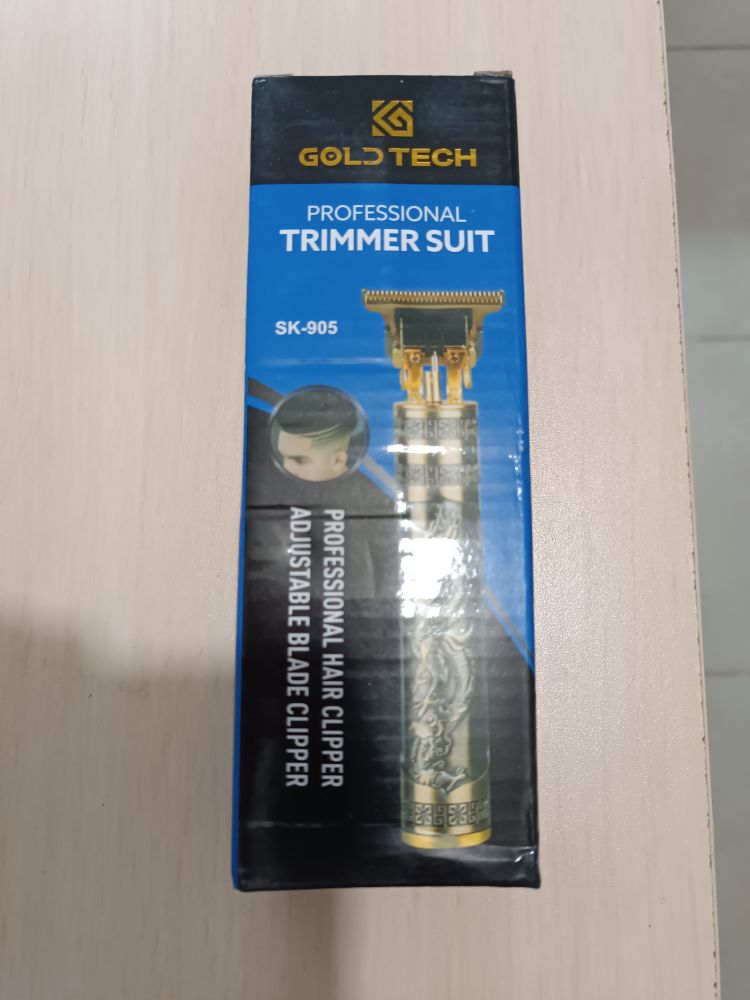 GOLD TECH
PROFESSIONAL
TRIMMER SUIT
SK-905
PROFESSIONAL HAIR CLIPPER
ADJUSTABLE BLADE CLIPPER